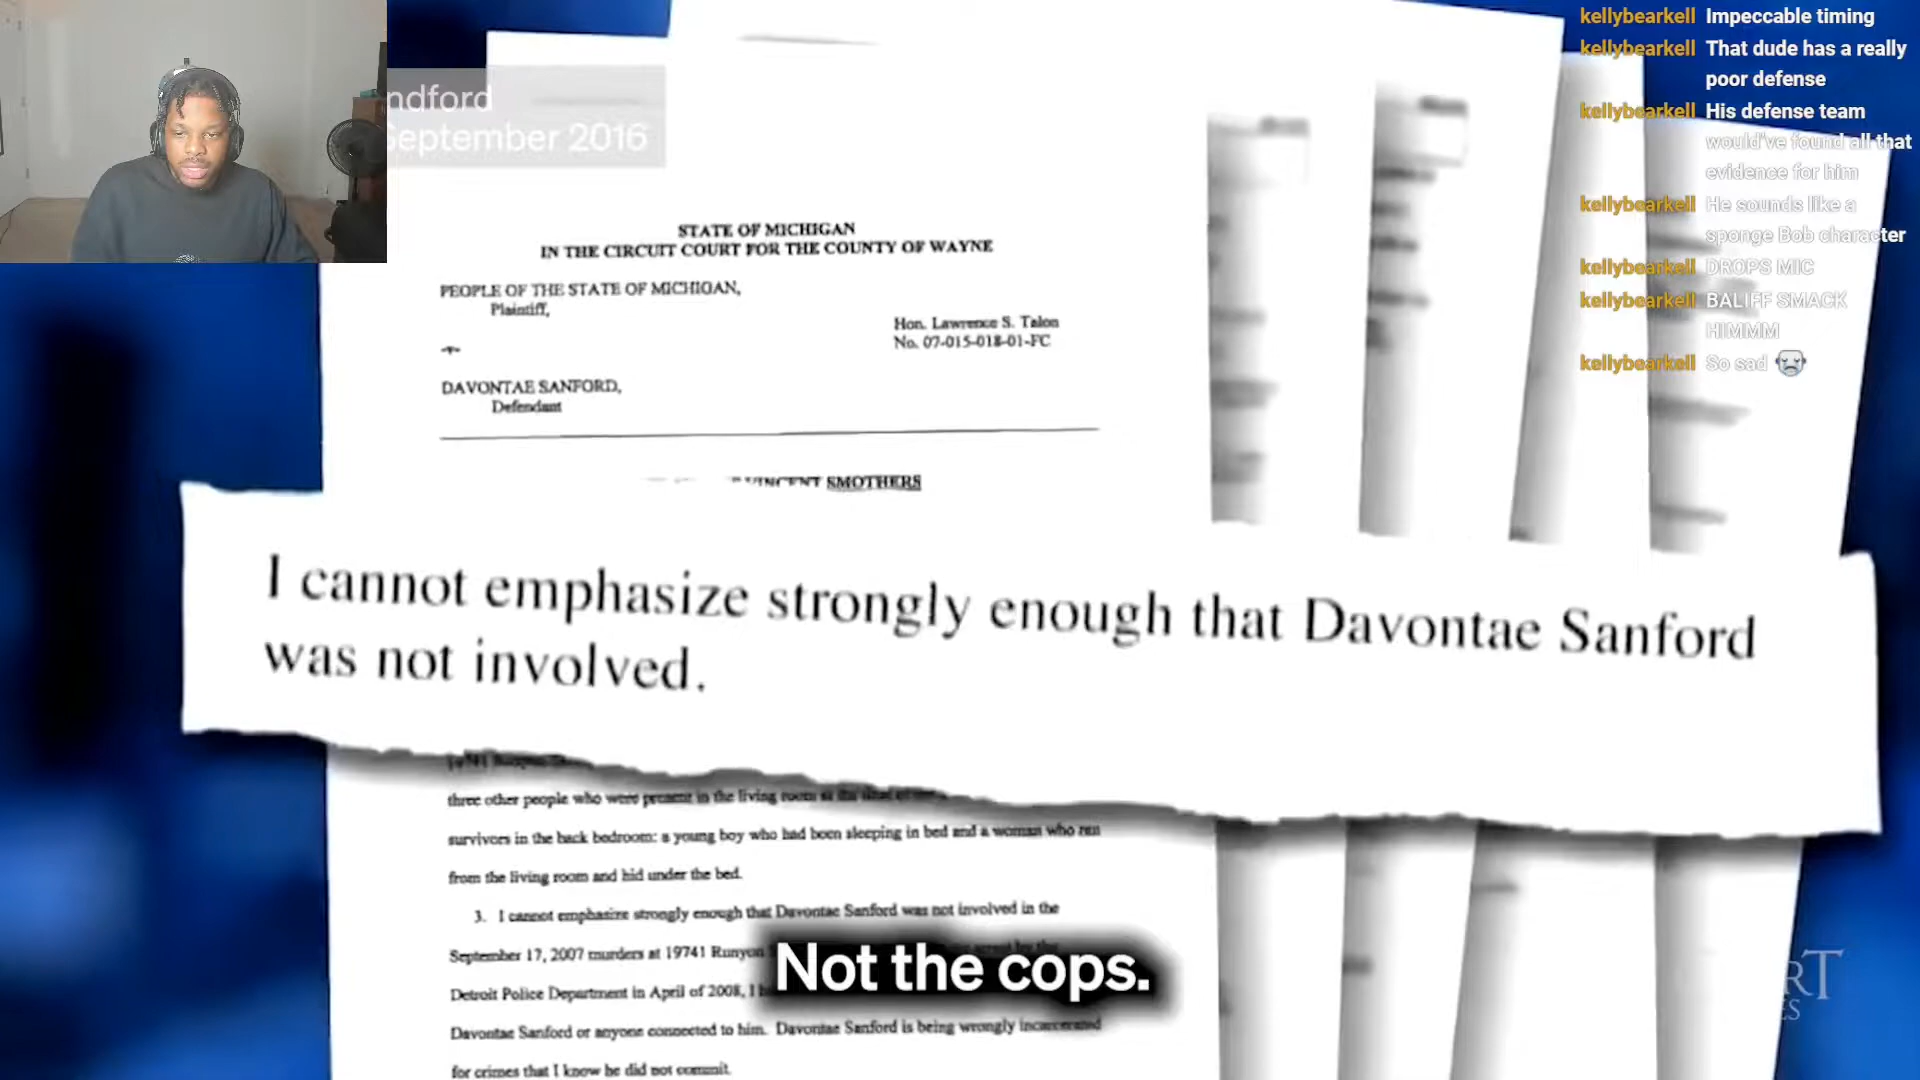 kellybearkell Impeccable timing
kellybearkell That dude has a really
poor defense
kellybearkell His defense team
would've found all that
evidence for him
kellybearkell He sounds like a
sponge Bob character
kellybearkell DROPS MIC
kellybearkell BALIFF SMACK
HIMMM
kellybearkell So sad
ndford
September 2016
STATE OF MICHIGAN
IN THE CIRCUIT COURT FOR THE COUNTY OF WAYNE
PEOPLE OF THE STATE OF MICHIGAN,
Plaintiff,
Hon. Lawrence S. Talon
No. 07-015-018-01-FC
-v-
DAVONTAE SANFORD,
Defendant
VINCENT SMOTHERS
I cannot emphasize strongly enough that Davontae Sanford
was not involved.
three other people who were present in the living room at the
survivors in the back bedroom: a young boy who had been sleeping in bed and a woman who ran
from the living room and hid under the bed.
3. I cannot emphasize strongly enough that Davontae Sanford was not involved in the
September 17, 2007 murders at 19741 Runyon
Detroit Police Department in April of 2008, I
Davontae Sanford or anyone connected to him. Davontae Sanford is being wrongly incarcerated
for crimes that I know he did not commit.
Not the cops.
RT
ES